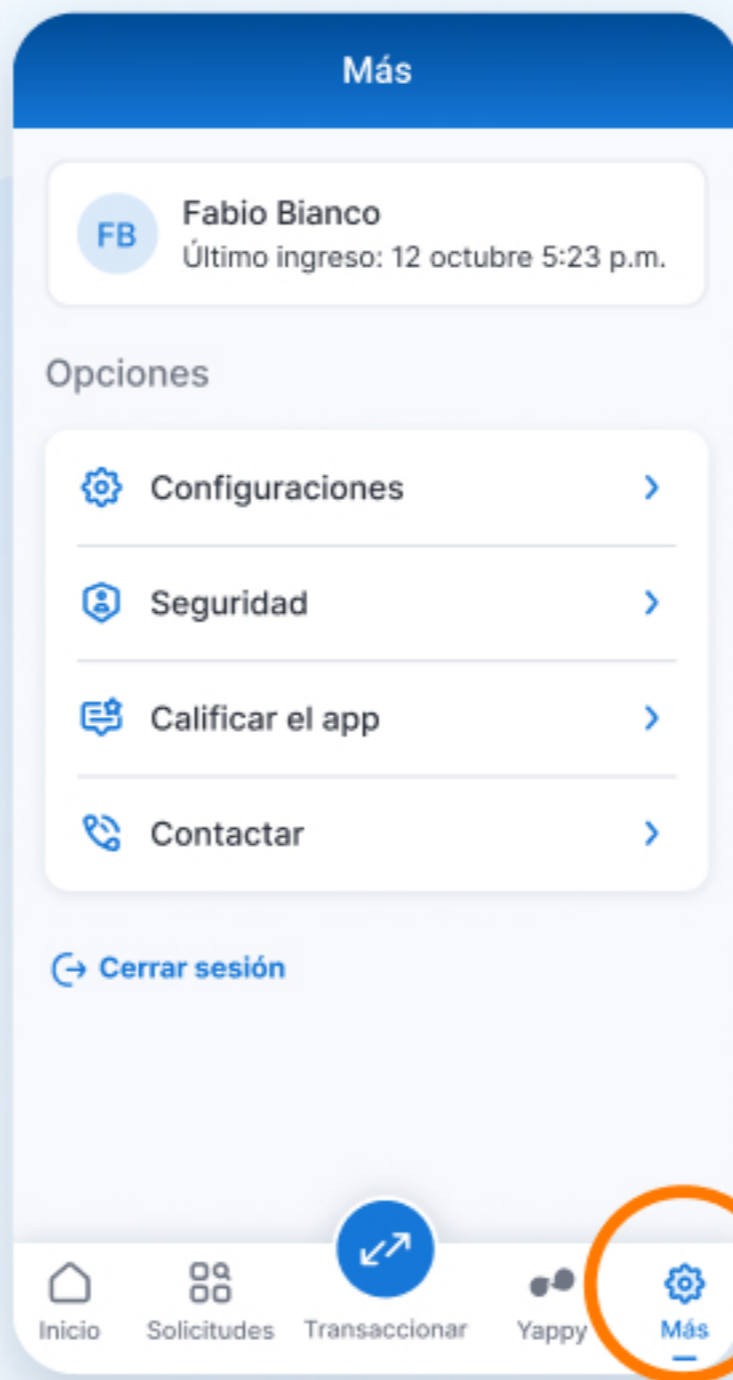 Más
FB
Fabio Bianco
Último ingreso: 12 octubre 5:23 p.m.
Opciones
Configuraciones
Seguridad
Calificar el app
Contactar
Cerrar sesión
Inicio
Solicitudes
Transaccionar
Yappy
Más